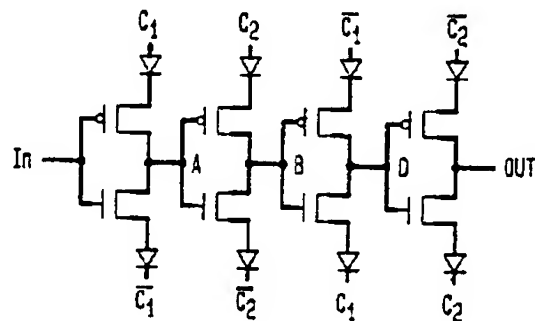 C₁ C₂ C̅₁ C̅₂
In A B D OUT
C̅₁ C̅₂ C₁ C₂